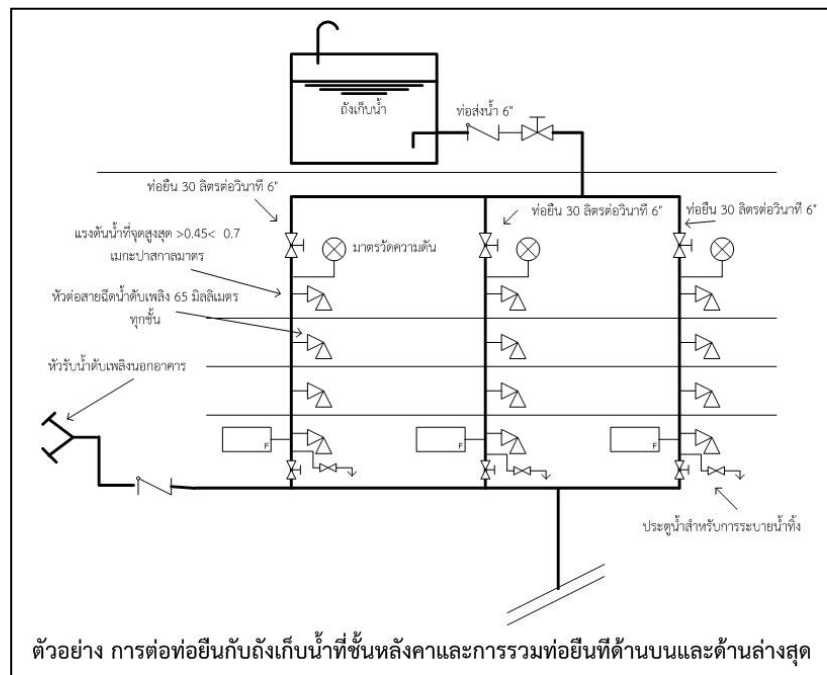 ถังเก็บน้ำ
ท่อส่งน้ำ 6"
ท่อยืน 30 ลิตรต่อวินาที 6"
ท่อยืน 30 ลิตรต่อวินาที 6"
ท่อยืน 30 ลิตรต่อวินาที 6"
แรงดันน้ำที่จุดสูงสุด >0.45< 0.7
เมกะปาสกาลมาตร
มาตรวัดความดัน
หัวต่อสายฉีดน้ำดับเพลิง 65 มิลลิเมตร
ทุกชั้น
หัวรับน้ำดับเพลิงนอกอาคาร
F
F
F
ประตูน้ำสำหรับการระบายน้ำทิ้ง
ตัวอย่าง การต่อท่อยืนกับถังเก็บน้ำที่ชั้นหลังคาและการรวมท่อยืนทีด้านบนและด้านล่างสุด